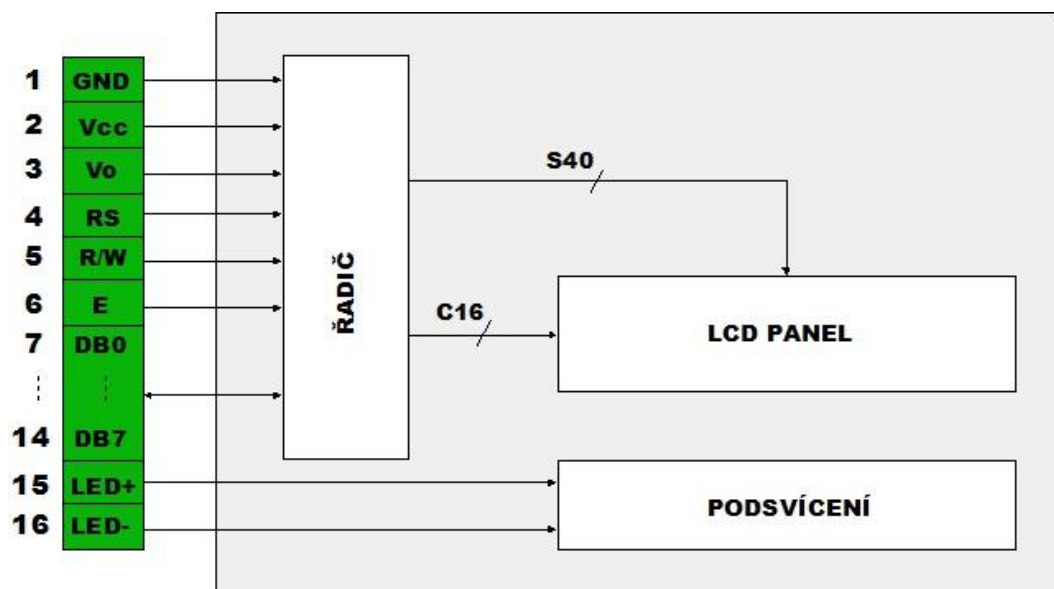 1 GND
2 Vcc
3 Vo
4 RS
5 R/W
6 E
7 DB0
14 DB7
15 LED+
16 LED-
ŘADIČ
S40
C16
LCD PANEL
PODSVÍCENÍ